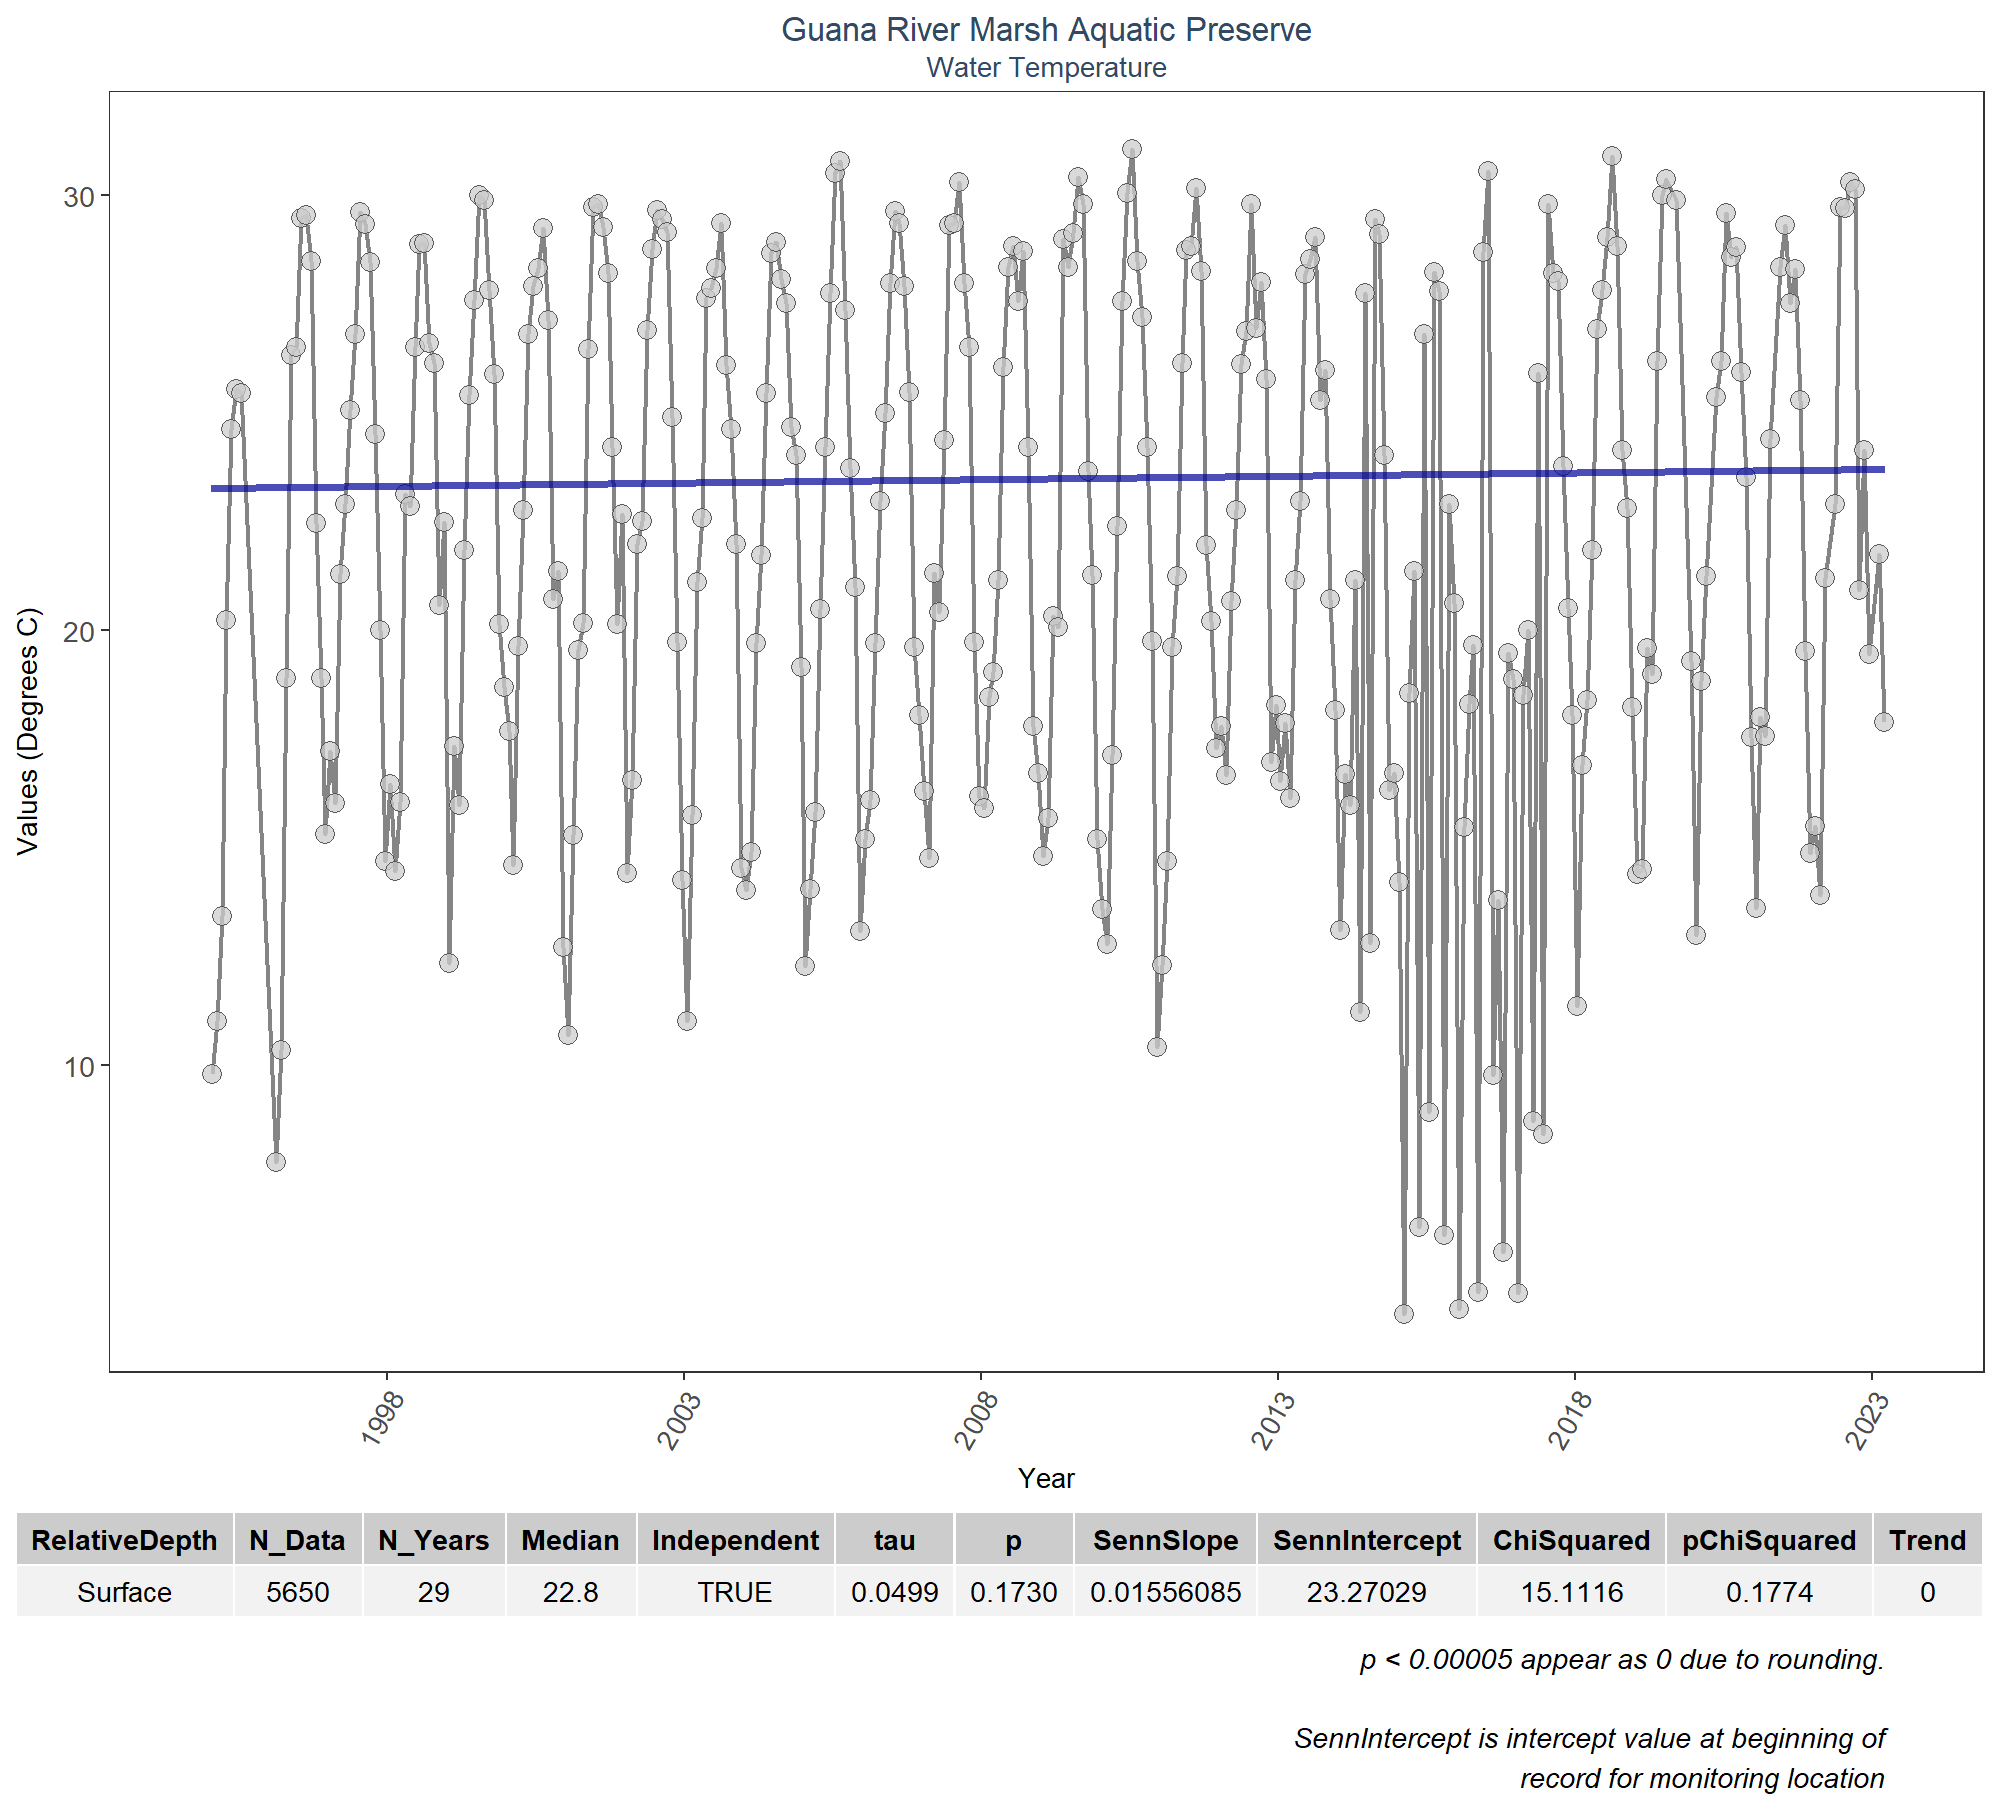 Guana River Marsh Aquatic Preserve
Water Temperature
Values (Degrees C)
30
20
10
1998 2003 2008 2013 2018 2023
Year
RelativeDepth N_Data N_Years Median Independent tau p SennSlope SennIntercept ChiSquared pChiSquared Trend
Surface 5650 29 22.8 TRUE 0.0499 0.1730 0.01556085 23.27029 15.1116 0.1774 0
p < 0.00005 appear as 0 due to rounding.
SennIntercept is intercept value at beginning of
record for monitoring location